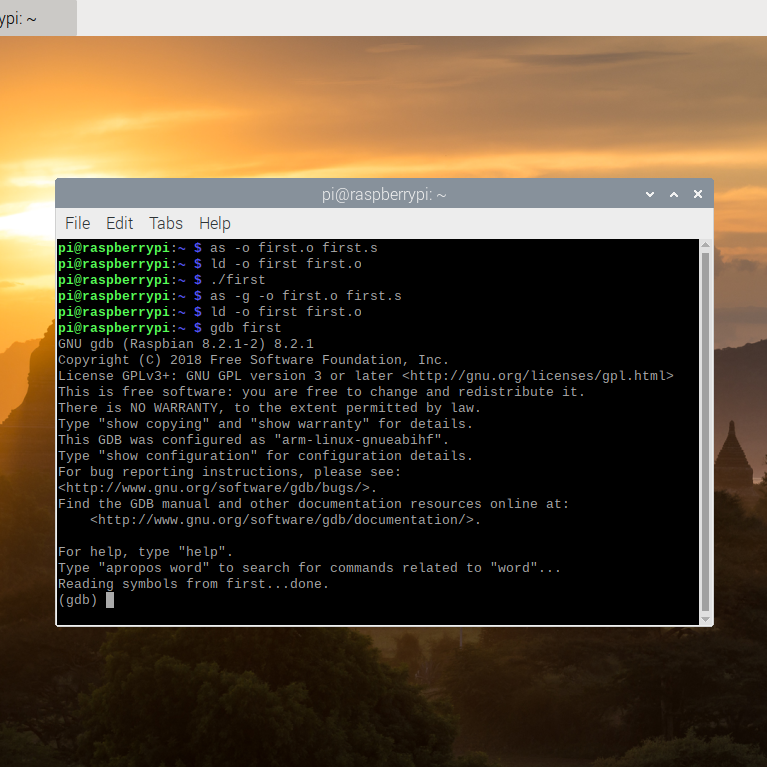 ypi: ~
pi@raspberrypi: ~
File Edit Tabs Help
pi@raspberrypi:~ $ as -o first.o first.s
pi@raspberrypi:~ $ ld -o first first.o
pi@raspberrypi:~ $ ./first
pi@raspberrypi:~ $ as -g -o first.o first.s
pi@raspberrypi:~ $ ld -o first first.o
pi@raspberrypi:~ $ gdb first
GNU gdb (Raspbian 8.2.1-2) 8.2.1
Copyright (C) 2018 Free Software Foundation, Inc.
License GPLv3+: GNU GPL version 3 or later <http://gnu.org/licenses/gpl.html>
This is free software: you are free to change and redistribute it.
There is NO WARRANTY, to the extent permitted by law.
Type "show copying" and "show warranty" for details.
This GDB was configured as "arm-linux-gnueabihf".
Type "show configuration" for configuration details.
For bug reporting instructions, please see:
<http://www.gnu.org/software/gdb/bugs/>.
Find the GDB manual and other documentation resources online at:
    <http://www.gnu.org/software/gdb/documentation/>.
For help, type "help".
Type "apropos word" to search for commands related to "word"...
Reading symbols from first...done.
(gdb)